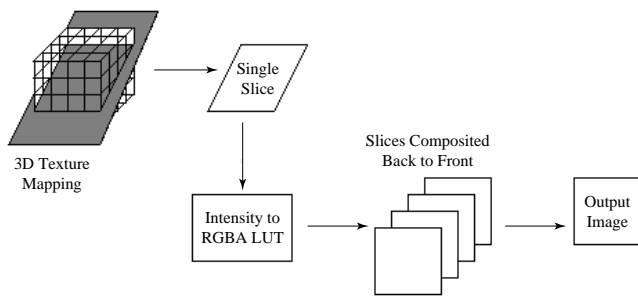 3D Texture
Mapping
Single
Slice
Intensity to
RGBA LUT
Slices Composited
Back to Front
Output
Image